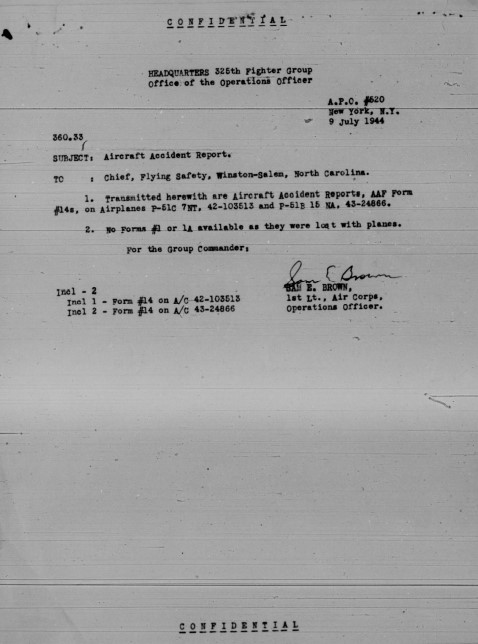 C O N F I D E N T I A L
HEADQUARTERS 325th Fighter Group
Office of the Operations Officer
A.P.O. #520
New York, N.Y.
9 July 1944
360.33
SUBJECT: Aircraft Accident Report.
TO : Chief, Flying Safety, Winston-Salem, North Carolina.
1. Transmitted herewith are Aircraft Accident Reports, AAF Form
#14s, on Airplanes P-51C 7NT, 42-103513 and P-51B 15 NA, 43-24866.
2. No Forms #1 or 1A available as they were lost with planes.
For the Group Commander:
Sam E Brown
SAM E. BROWN,
1st Lt., Air Corps,
Operations Officer.
Incl - 2
Incl 1 - Form #14 on A/C 42-103513
Incl 2 - Form #14 on A/C 43-24866
C O N F I D E N T I A L